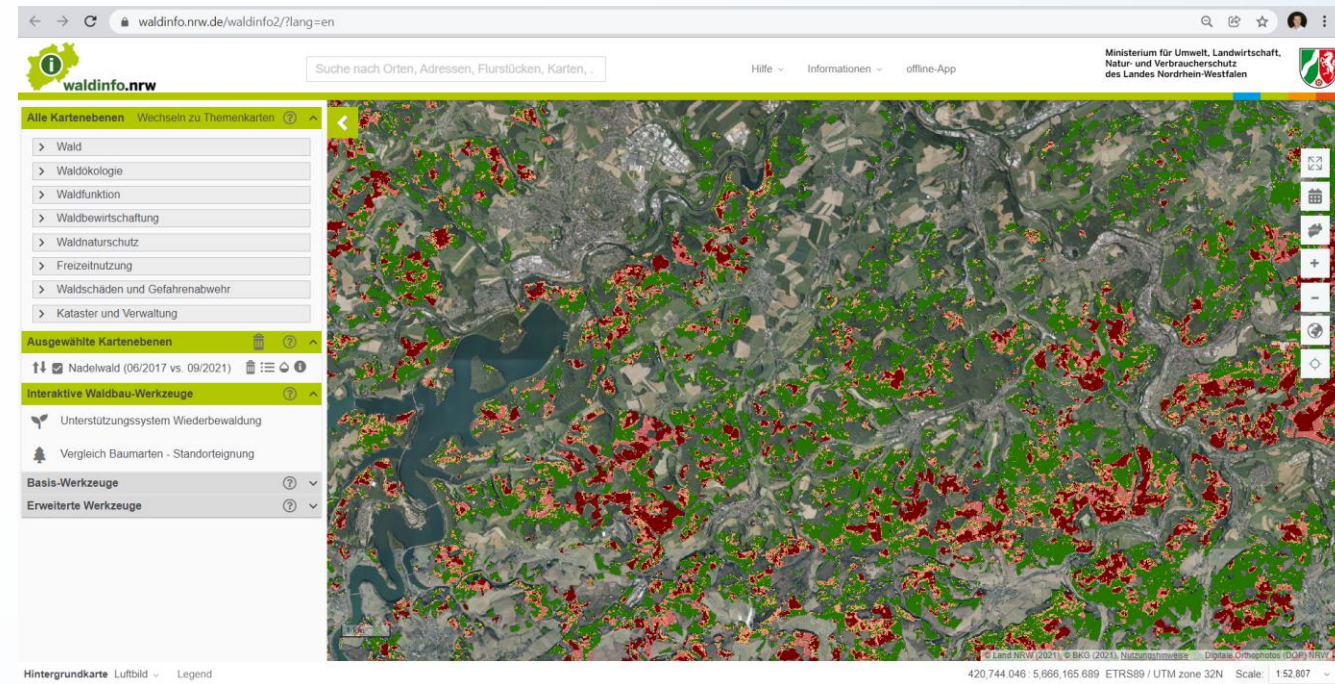 waldinfo.nrw.de/waldinfo2/?lang=en
waldinfo.nrw
Suche nach Orten, Adressen, Flurstücken, Karten, .
Hilfe
Informationen
offline-App
Ministerium für Umwelt, Landwirtschaft,
Natur- und Verbraucherschutz
des Landes Nordrhein-Westfalen
Alle Kartenebenen Wechseln zu Themenkarten
Wald
Waldökologie
Waldfunktion
Waldbewirtschaftung
Waldnaturschutz
Freizeitnutzung
Waldschäden und Gefahrenabwehr
Kataster und Verwaltung
Ausgewählte Kartenebenen
Nadelwald (06/2017 vs. 09/2021)
Interaktive Waldbau-Werkzeuge
Unterstützungssystem Wiederbewaldung
Vergleich Baumarten - Standorteignung
Basis-Werkzeuge
Erweiterte Werkzeuge
© Land NRW (2021), © BKG (2021), Nutzungshinweise Digitale Orthophotos (DOP) NRW
Hintergrundkarte Luftbild Legend
420,744.046 : 5,666,165.689 ETRS89 / UTM zone 32N Scale: 1:52.807